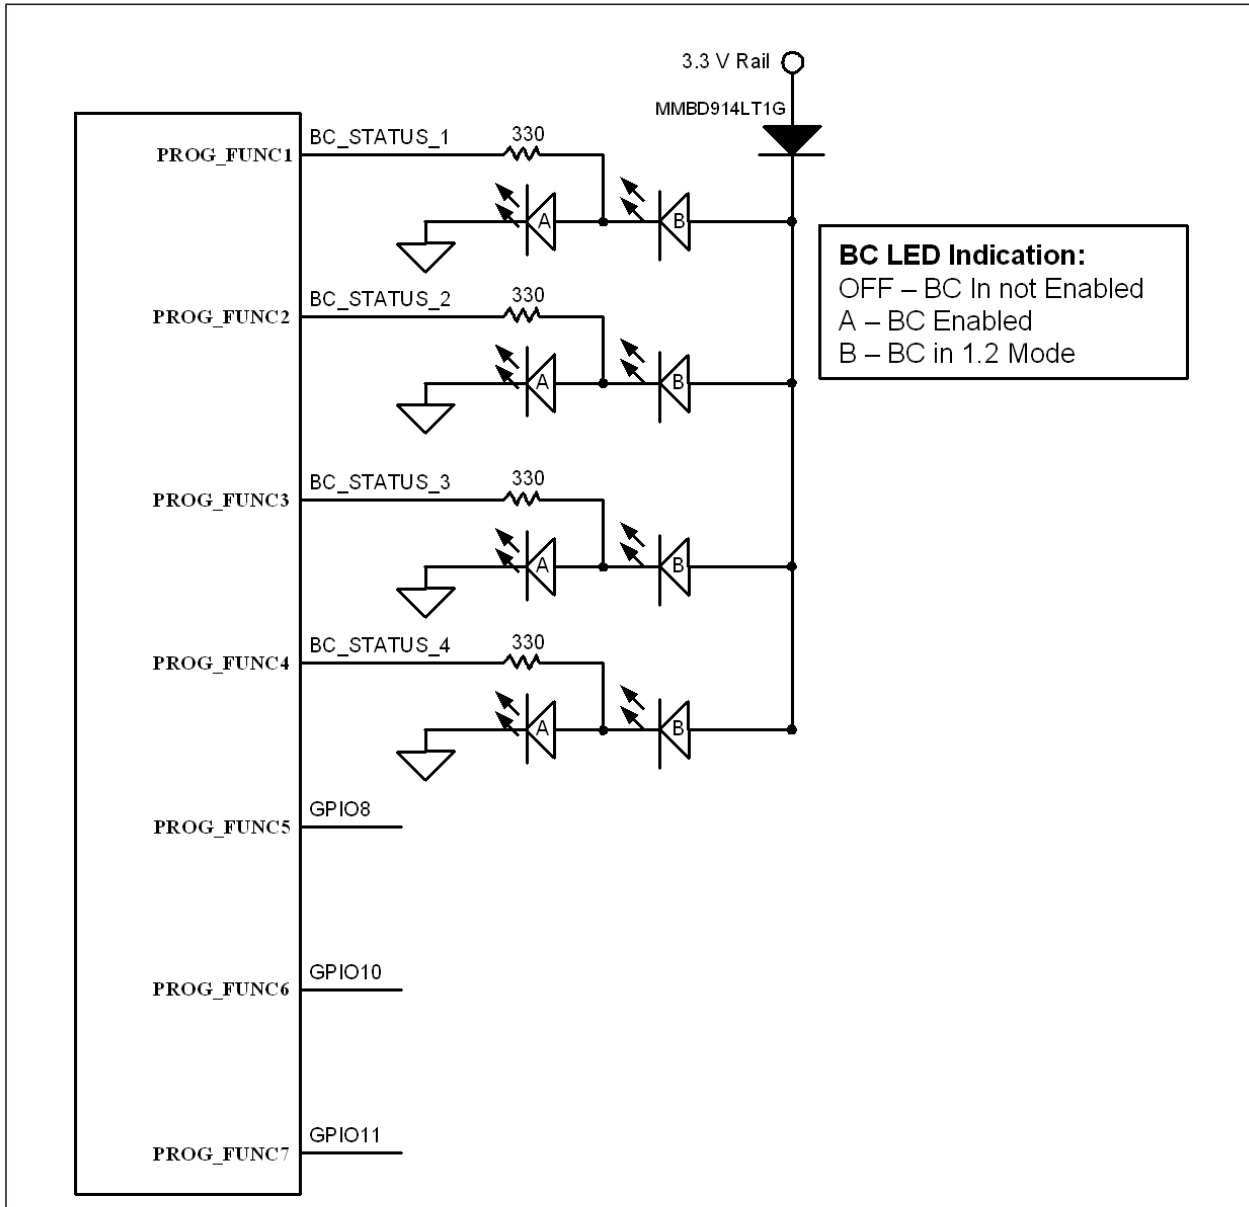 3.3 V Rail
MMBD914LT1G
PROG_FUNC1
BC_STATUS_1
330
A
B
BC LED Indication:
OFF – BC In not Enabled
A – BC Enabled
B – BC in 1.2 Mode
PROG_FUNC2
BC_STATUS_2
330
A
B
PROG_FUNC3
BC_STATUS_3
330
A
B
PROG_FUNC4
BC_STATUS_4
330
A
B
PROG_FUNC5
GPIO8
PROG_FUNC6
GPIO10
PROG_FUNC7
GPIO11